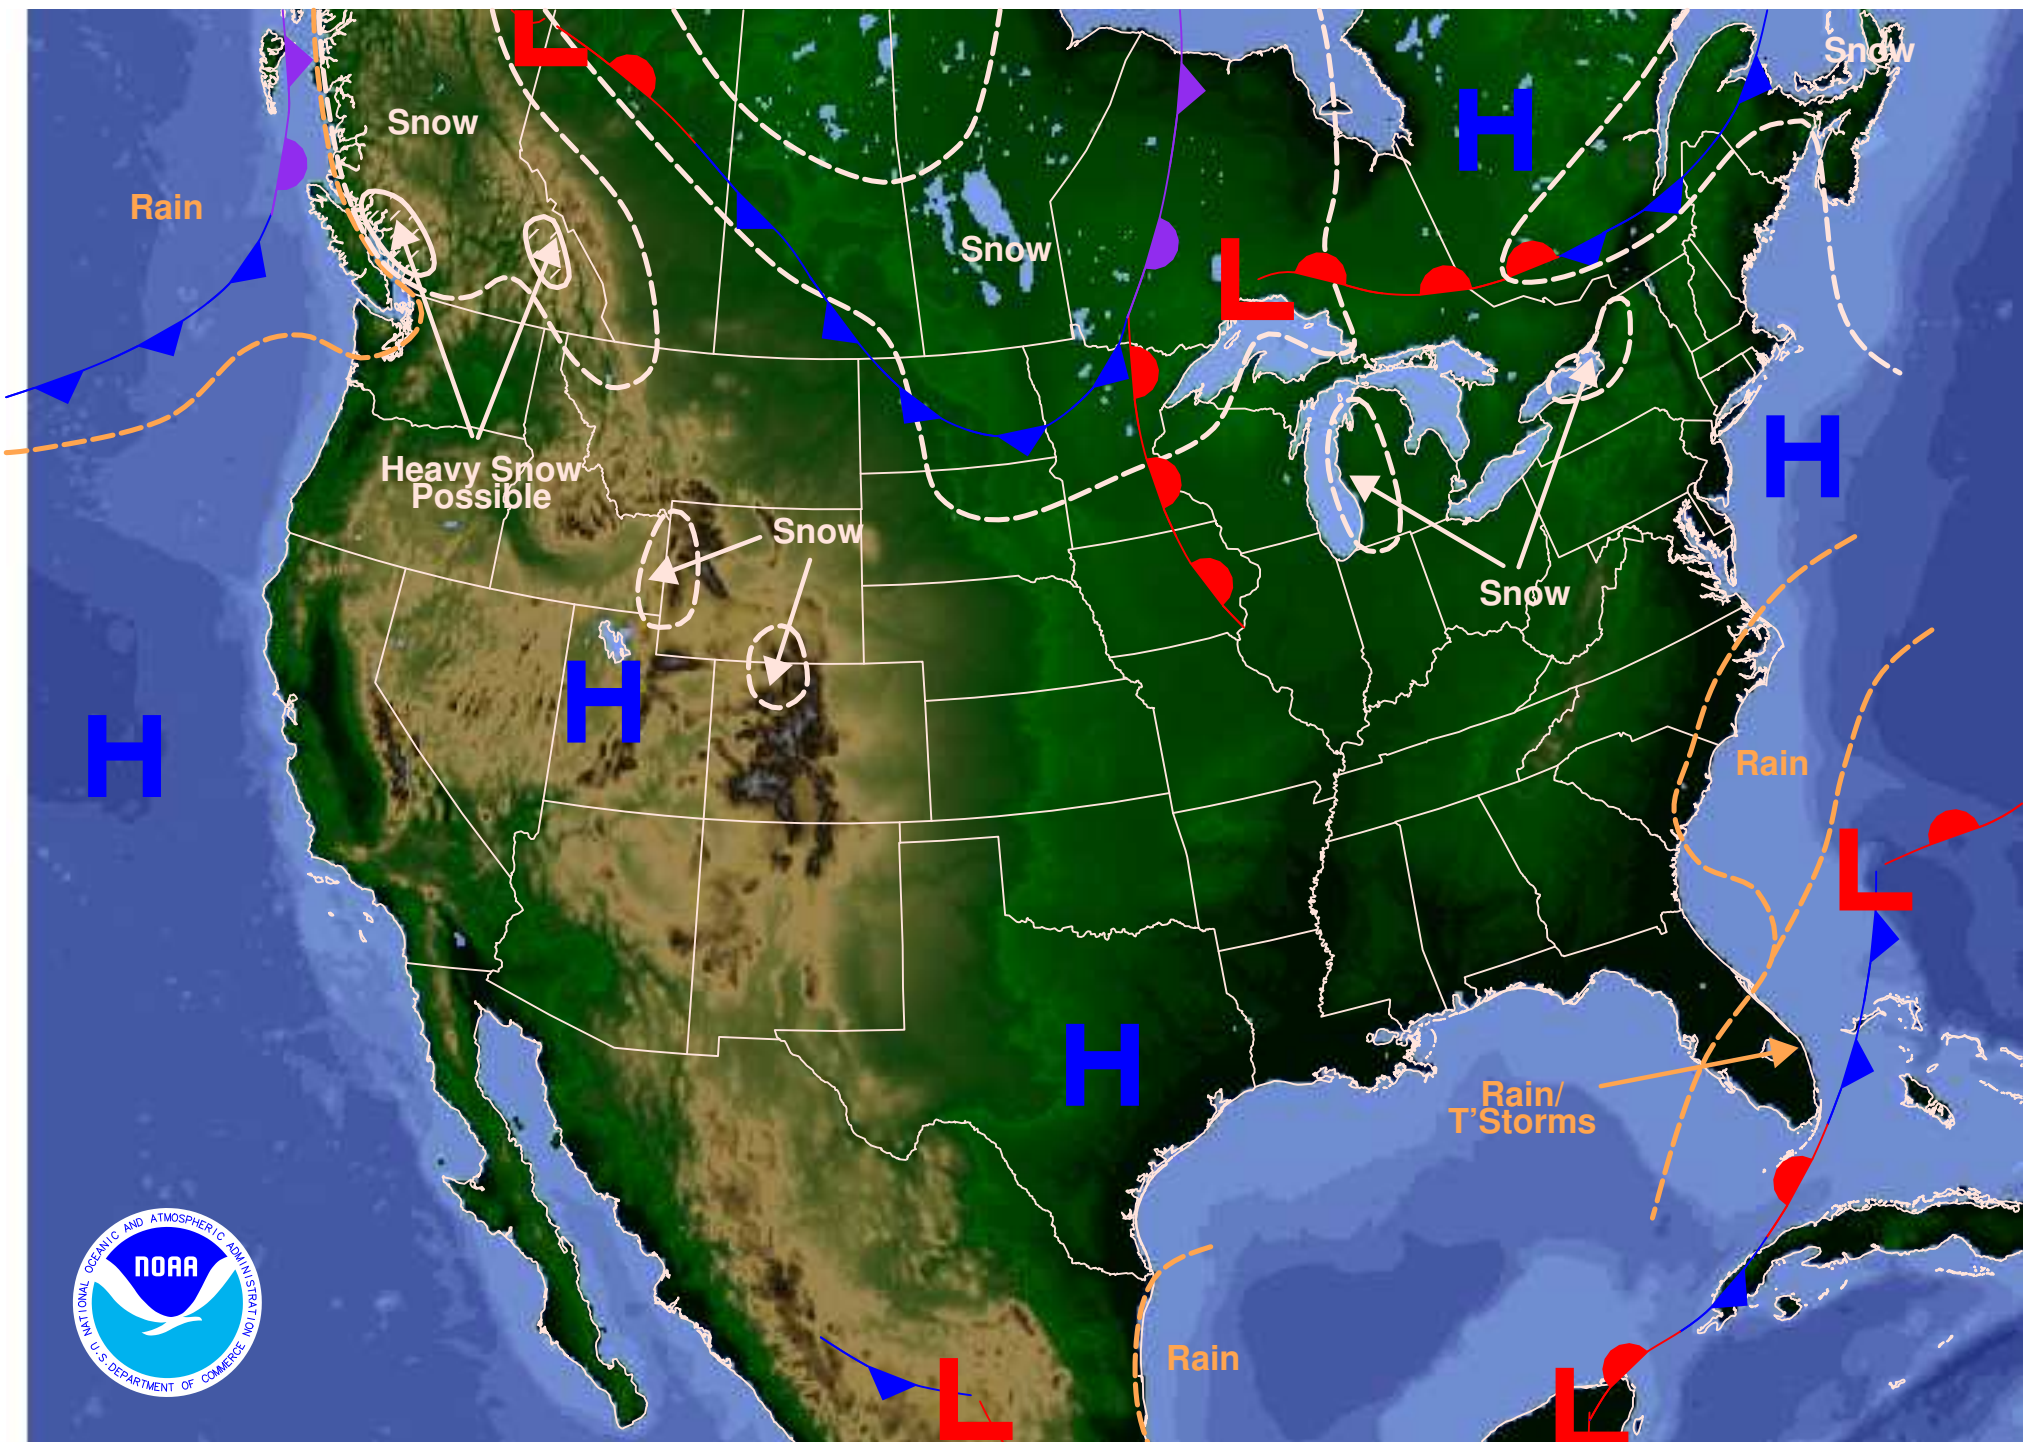 L
Snow
H
Snow
Rain
Snow
L
H
Heavy Snow
Possible
Snow
Snow
H
H
Rain
L
H
Rain/
T'Storms
Rain
L
L
NATIONAL OCEANIC AND ATMOSPHERIC ADMINISTRATION
NOAA
U.S. DEPARTMENT OF COMMERCE